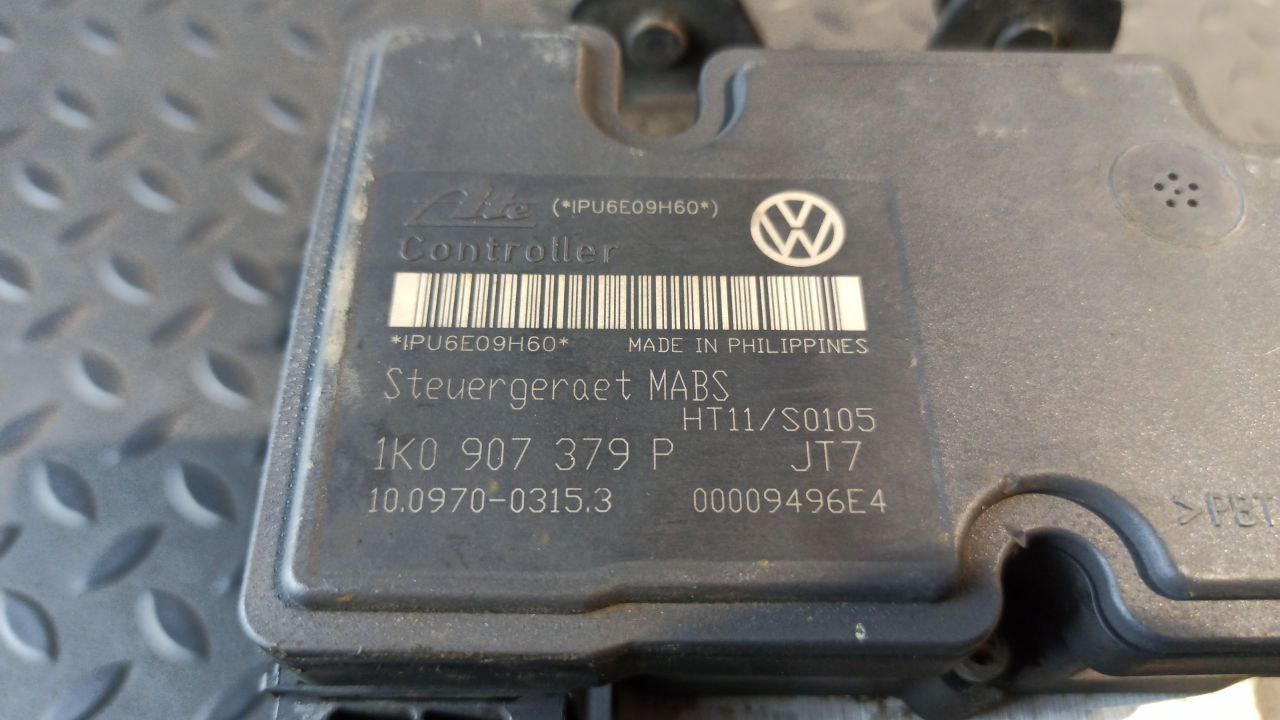 Ate (*IPU6E09H60*)
Controller
*IPU6E09H60* MADE IN PHILIPPINES
Steuergeraet MABS
HT11/S0105
1K0 907 379 P JT7
10.0970-0315.3 00009496E4
>PBT